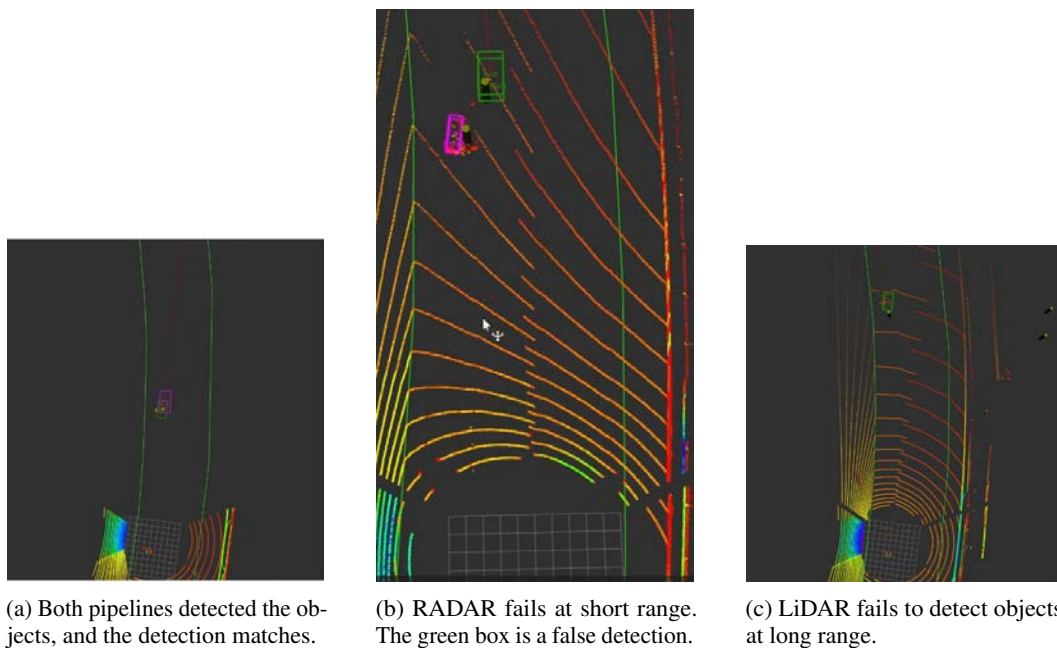 (a) Both pipelines detected the ob-
jects, and the detection matches.
(b) RADAR fails at short range.
The green box is a false detection.
(c) LiDAR fails to detect objects
at long range.